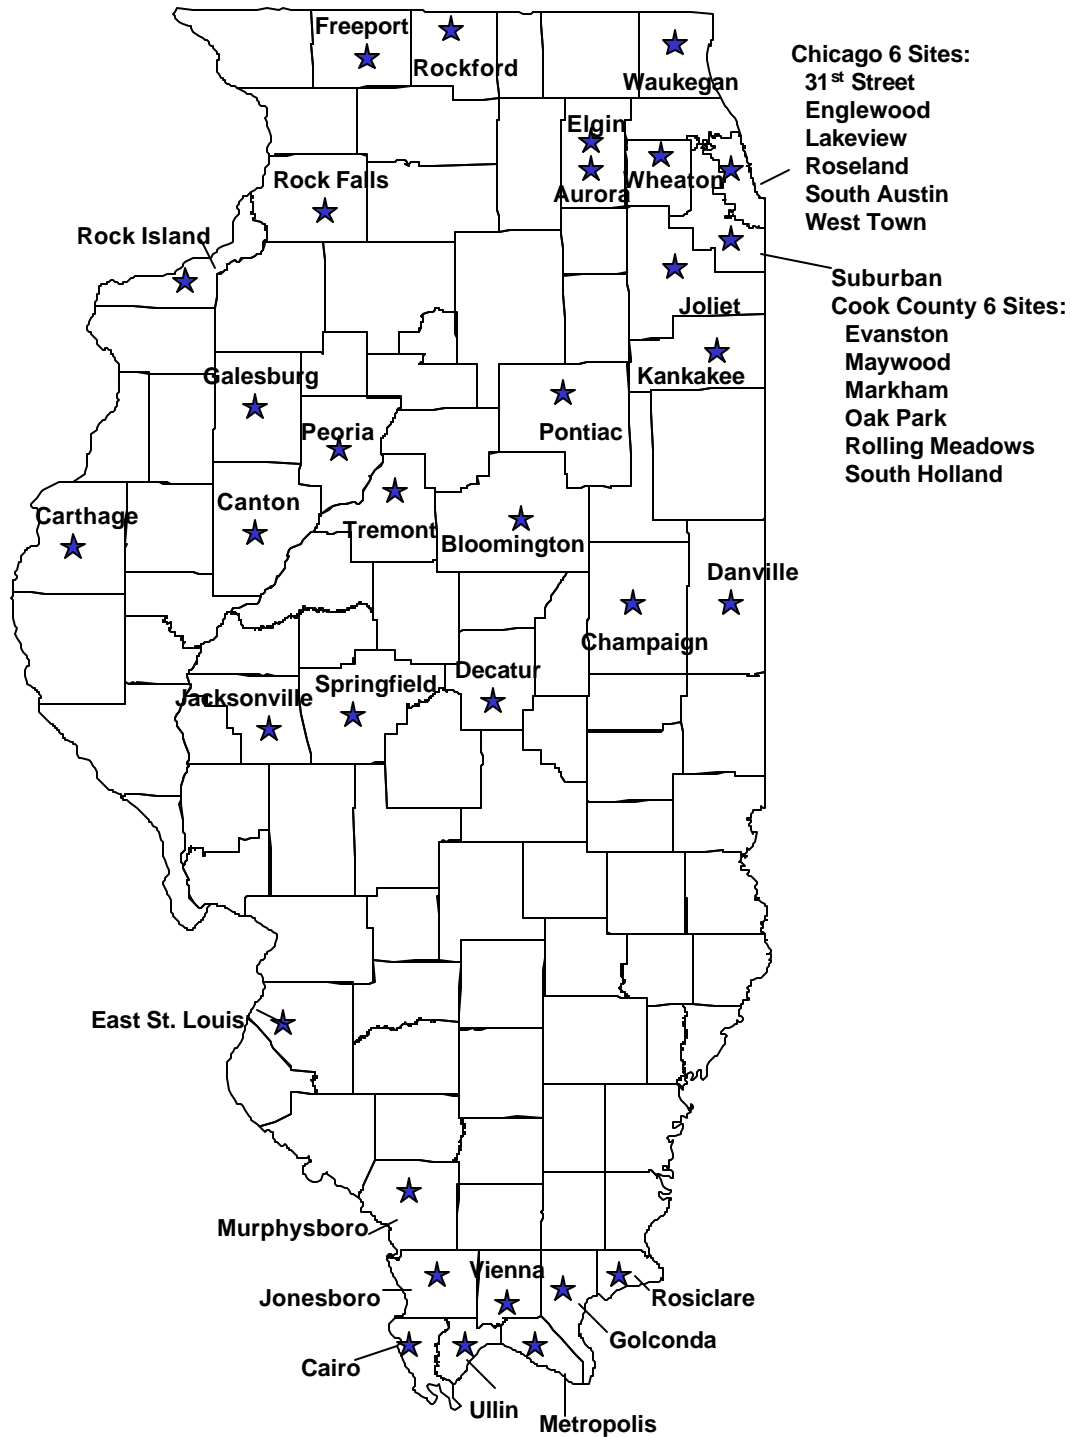 Freeport
Rockford
Waukegan
Chicago 6 Sites:
31st Street
Englewood
Lakeview
Roseland
South Austin
West Town
Elgin
Aurora
Wheaton
Rock Falls
Rock Island
Suburban
Cook County 6 Sites:
Evanston
Maywood
Markham
Oak Park
Rolling Meadows
South Holland
Joliet
Kankakee
Galesburg
Peoria
Pontiac
Carthage
Canton
Tremont
Bloomington
Danville
Champaign
Jacksonville
Springfield
Decatur
East St. Louis
Murphysboro
Vienna
Jonesboro
Rosiclare
Golconda
Cairo
Ullin
Metropolis